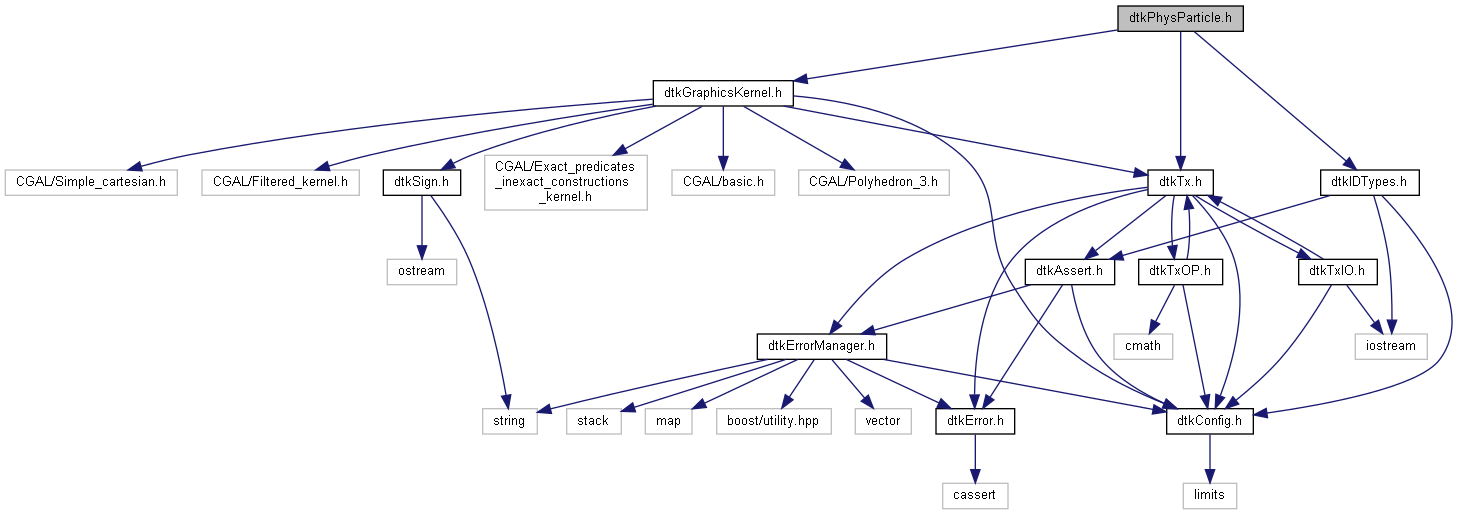 dtkPhysParticle.h
dtkGraphicsKernel.h
CGAL/Simple_cartesian.h
CGAL/Filtered_kernel.h
dtkSign.h
CGAL/Exact_predicates
_inexact_constructions
_kernel.h
CGAL/basic.h
CGAL/Polyhedron_3.h
dtkTx.h
dtkIDTypes.h
ostream
dtkAssert.h
dtkTxOP.h
dtkTxIO.h
dtkErrorManager.h
cmath
iostream
string
stack
map
boost/utility.hpp
vector
dtkError.h
dtkConfig.h
cassert
limits